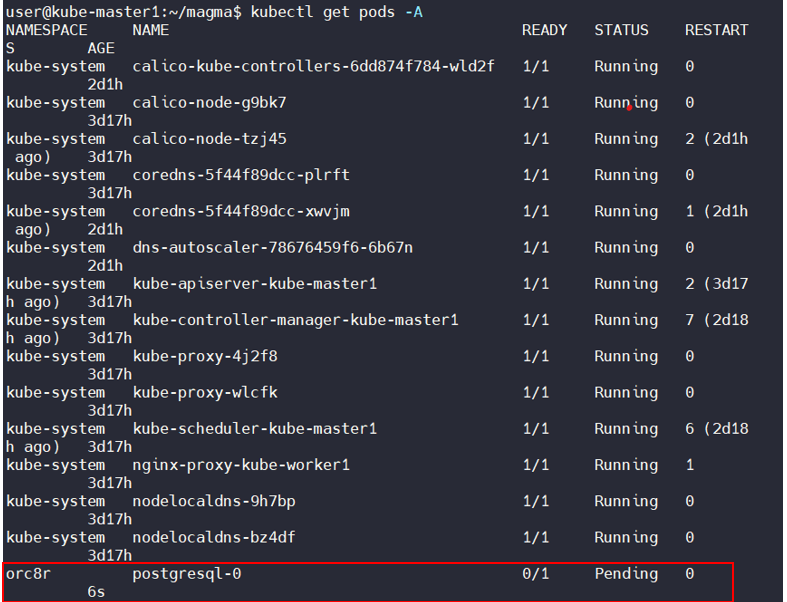 user@kube-master1:~/magma$ kubectl get pods -A
NAMESPACE NAME READY STATUS RESTART
S AGE
kube-system calico-kube-controllers-6dd874f784-wld2f 1/1 Running 0
2d1h
kube-system calico-node-g9bk7 1/1 Running 0
3d17h
kube-system calico-node-tzj45 1/1 Running 2 (2d1h
ago) 3d17h
kube-system coredns-5f44f89dcc-plrft 1/1 Running 0
3d17h
kube-system coredns-5f44f89dcc-xwvjm 1/1 Running 1 (2d1h
ago) 2d1h
kube-system dns-autoscaler-78676459f6-6b67n 1/1 Running 0
2d1h
kube-system kube-apiserver-kube-master1 1/1 Running 2 (3d17
h ago) 3d17h
kube-system kube-controller-manager-kube-master1 1/1 Running 7 (2d18
h ago) 3d17h
kube-system kube-proxy-4j2f8 1/1 Running 0
3d17h
kube-system kube-proxy-wlcfk 1/1 Running 0
3d17h
kube-system kube-scheduler-kube-master1 1/1 Running 6 (2d18
h ago) 3d17h
kube-system nginx-proxy-kube-worker1 1/1 Running 1
3d17h
kube-system nodelocaldns-9h7bp 1/1 Running 0
3d17h
kube-system nodelocaldns-bz4df 1/1 Running 0
3d17h
orc8r postgresql-0 0/1 Pending 0
6s